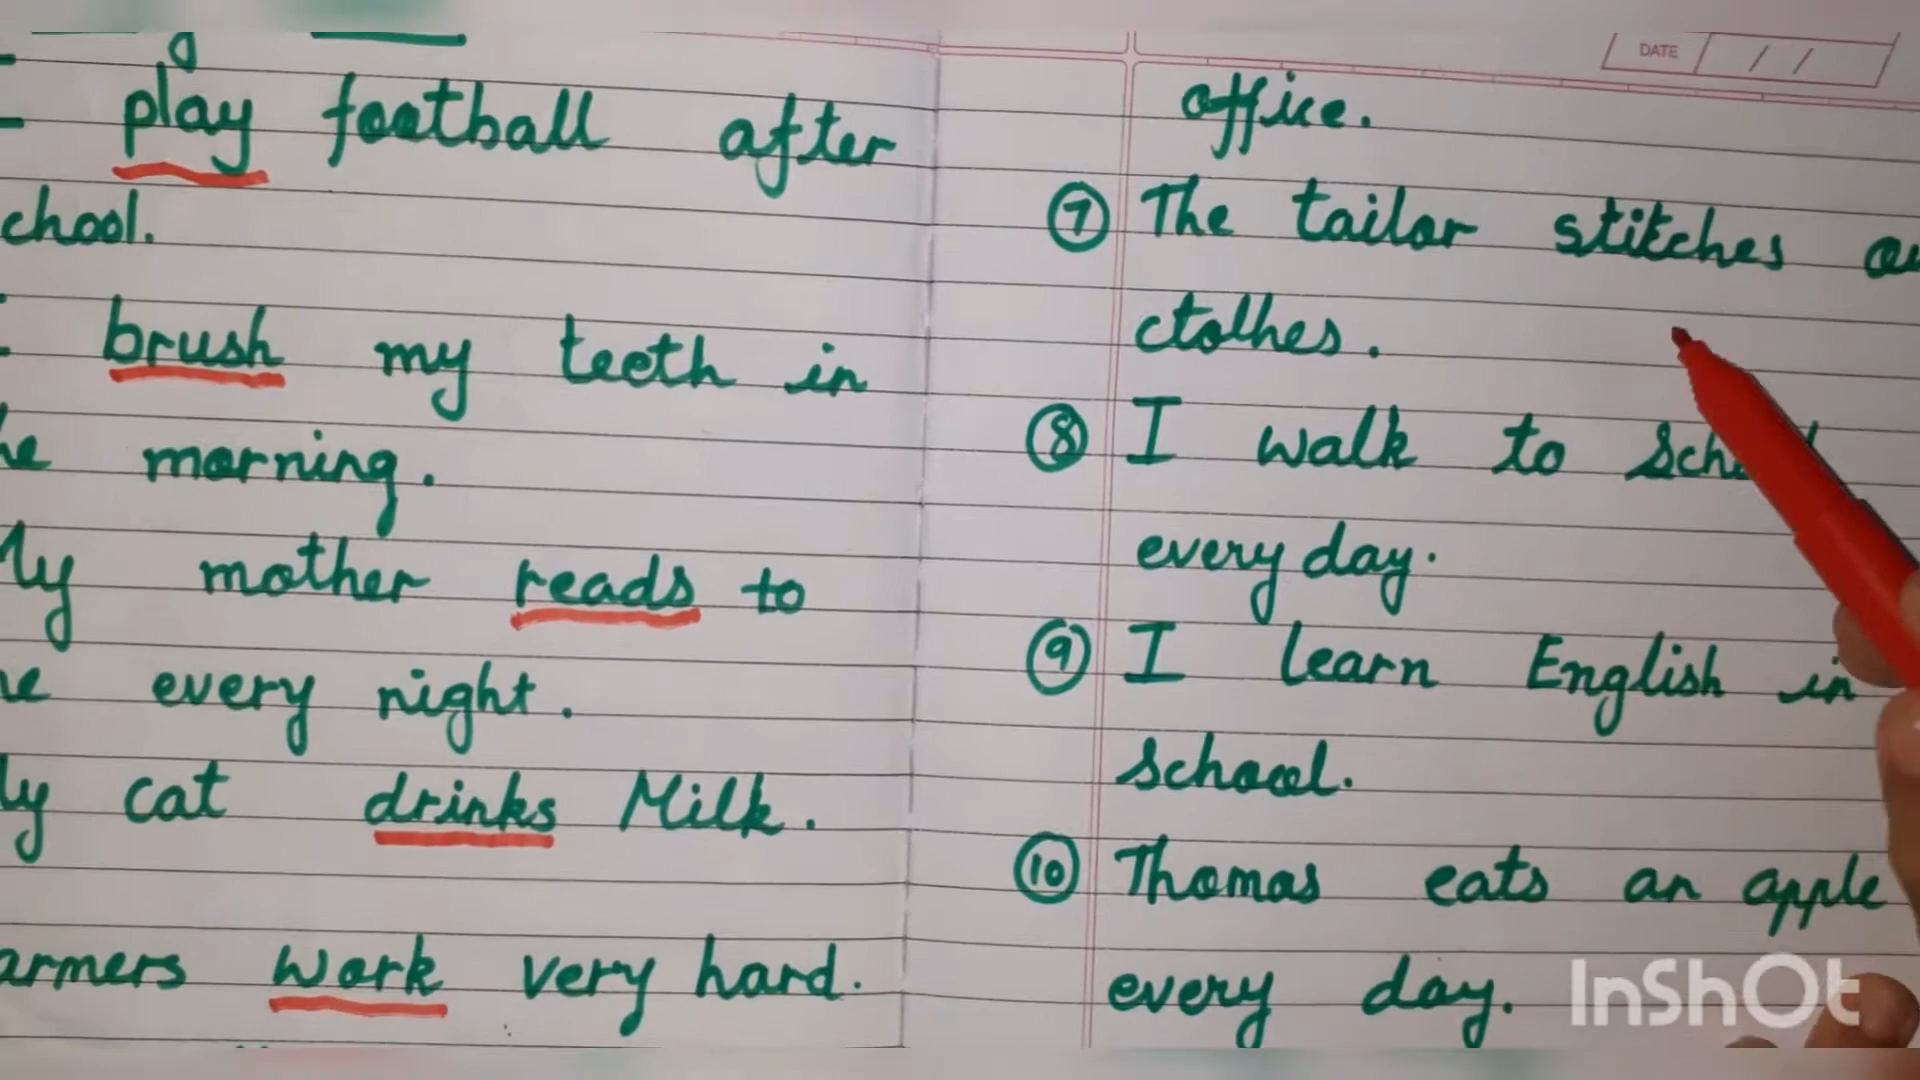 play football after
chool.
brush my teeth in
he morning.
My mother reads to
me every night.
ly cat drinks Milk.
armers work very hard.
DATE / /
office.
⑦ The tailor stitches
ctolhes.
⑧ I walk to
every day.
⑨ I learn English in
school.
⑩ Thomas eats an apple
every day.
InShOt